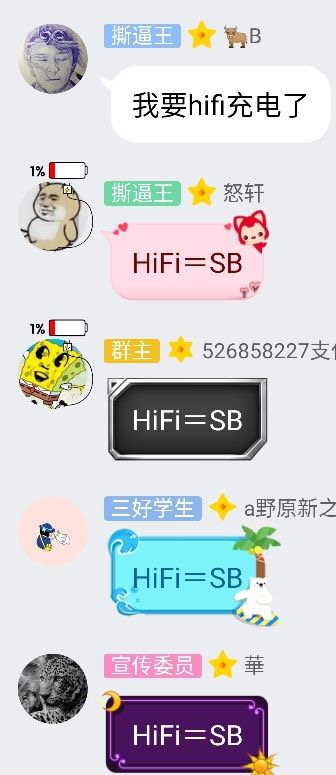 撕逼王 🐂B
我要hifi充电了
1%
撕逼王 怒轩
HiFi＝SB
1%
群主 526858227支
HiFi＝SB
三好学生 a野原新之
HiFi＝SB
宣传委员 華
HiFi＝SB